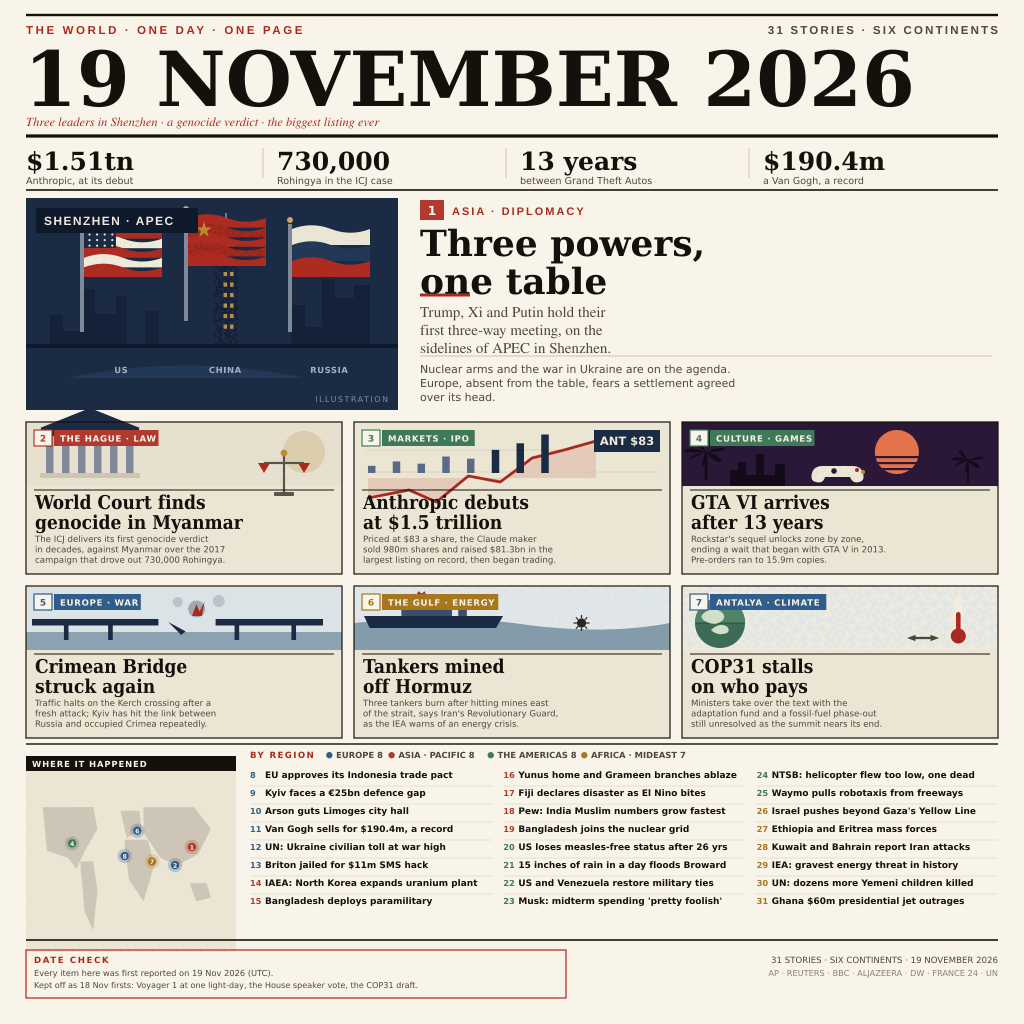 THE WORLD · ONE DAY · ONE PAGE
31 STORIES · SIX CONTINENTS
19 NOVEMBER 2026
Three leaders in Shenzhen · a genocide verdict · the biggest listing ever
$1.51tn
Anthropic, at its debut
730,000
Rohingya in the ICJ case
13 years
between Grand Theft Autos
$190.4m
a Van Gogh, a record
SHENZHEN · APEC
US
CHINA
RUSSIA
ILLUSTRATION
1
ASIA · DIPLOMACY
Three powers,
one table
Trump, Xi and Putin hold their
first three-way meeting, on the
sidelines of APEC in Shenzhen.
Nuclear arms and the war in Ukraine are on the agenda.
Europe, absent from the table, fears a settlement agreed
over its head.
2
THE HAGUE · LAW
World Court finds
genocide in Myanmar
The ICJ delivers its first genocide verdict
in decades, against Myanmar over the 2017
campaign that drove out 730,000 Rohingya.
3
MARKETS · IPO
ANT $83
Anthropic debuts
at $1.5 trillion
Priced at $83 a share, the Claude maker
sold 980m shares and raised $81.3bn in the
largest listing on record, then began trading.
4
CULTURE · GAMES
GTA VI arrives
after 13 years
Rockstar's sequel unlocks zone by zone,
ending a wait that began with GTA V in 2013.
Pre-orders ran to 15.9m copies.
5
EUROPE · WAR
Crimean Bridge
struck again
Traffic halts on the Kerch crossing after a
fresh attack; Kyiv has hit the link between
Russia and occupied Crimea repeatedly.
6
THE GULF · ENERGY
Tankers mined
off Hormuz
Three tankers burn after hitting mines east
of the strait, says Iran's Revolutionary Guard,
as the IEA warns of an energy crisis.
7
ANTALYA · CLIMATE
COP31 stalls
on who pays
Ministers take over the text with the
adaptation fund and a fossil-fuel phase-out
still unresolved as the summit nears its end.
WHERE IT HAPPENED
4
6
8
7
2
1
BY REGION
EUROPE 8
ASIA · PACIFIC 8
THE AMERICAS 8
AFRICA · MIDEAST 7
8 EU approves its Indonesia trade pact
9 Kyiv faces a €25bn defence gap
10 Arson guts Limoges city hall
11 Van Gogh sells for $190.4m, a record
12 UN: Ukraine civilian toll at war high
13 Briton jailed for $11m SMS hack
14 IAEA: North Korea expands uranium plant
15 Bangladesh deploys paramilitary
16 Yunus home and Grameen branches ablaze
17 Fiji declares disaster as El Nino bites
18 Pew: India Muslim numbers grow fastest
19 Bangladesh joins the nuclear grid
20 US loses measles-free status after 26 yrs
21 15 inches of rain in a day floods Broward
22 US and Venezuela restore military ties
23 Musk: midterm spending 'pretty foolish'
24 NTSB: helicopter flew too low, one dead
25 Waymo pulls robotaxis from freeways
26 Israel pushes beyond Gaza's Yellow Line
27 Ethiopia and Eritrea mass forces
28 Kuwait and Bahrain report Iran attacks
29 IEA: gravest energy threat in history
30 UN: dozens more Yemeni children killed
31 Ghana $60m presidential jet outrages
DATE CHECK
Every item here was first reported on 19 Nov 2026 (UTC).
Kept off as 18 Nov firsts: Voyager 1 at one light-day, the House speaker vote, the COP31 draft.
31 STORIES · SIX CONTINENTS · 19 NOVEMBER 2026
AP · REUTERS · BBC · ALJAZEERA · DW · FRANCE 24 · UN